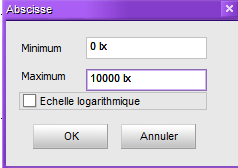 Abscisse
Minimum 0 lx
Maximum 10000 lx
Echelle logarithmique
OK Annuler